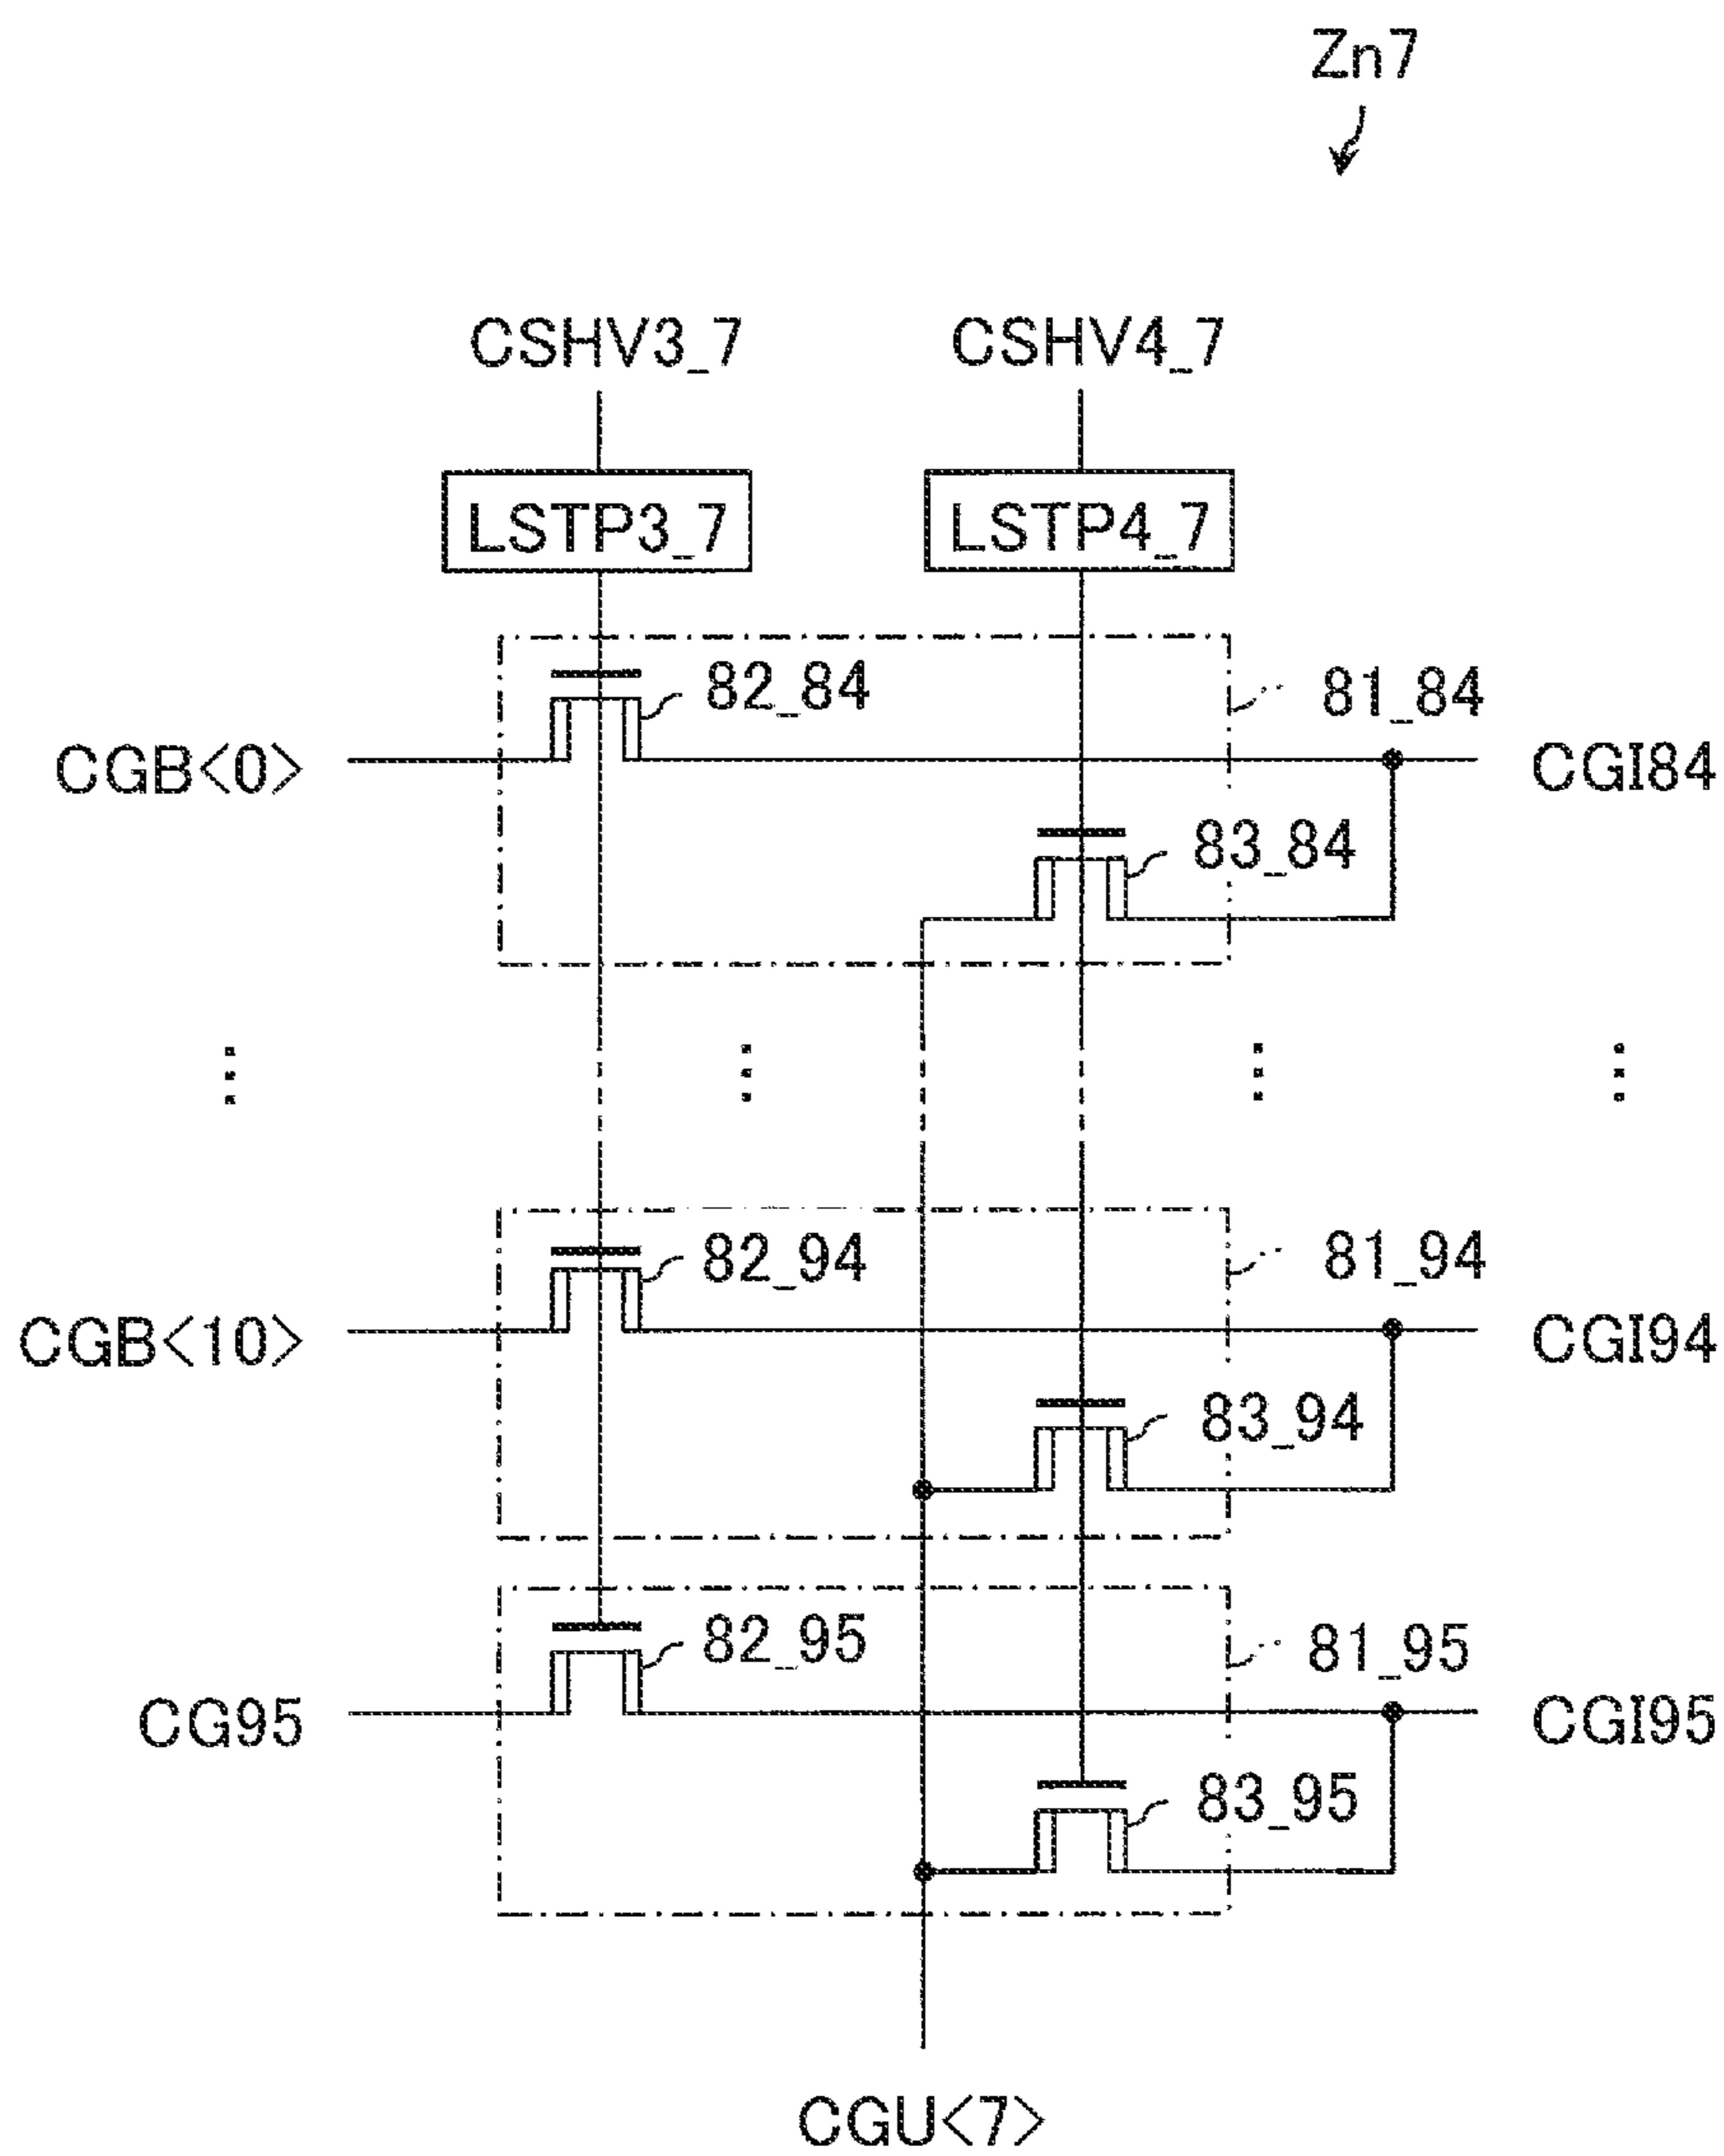 Zn7
CSHV3_7 CSHV4_7
LSTP3_7 LSTP4_7
82_84 81_84
CGB<0> CGI84
83_84
82_94 81_94
CGB<10> CGI94
83_94
82_95 81_95
CG95 CGI95
83_95
CGU<7>